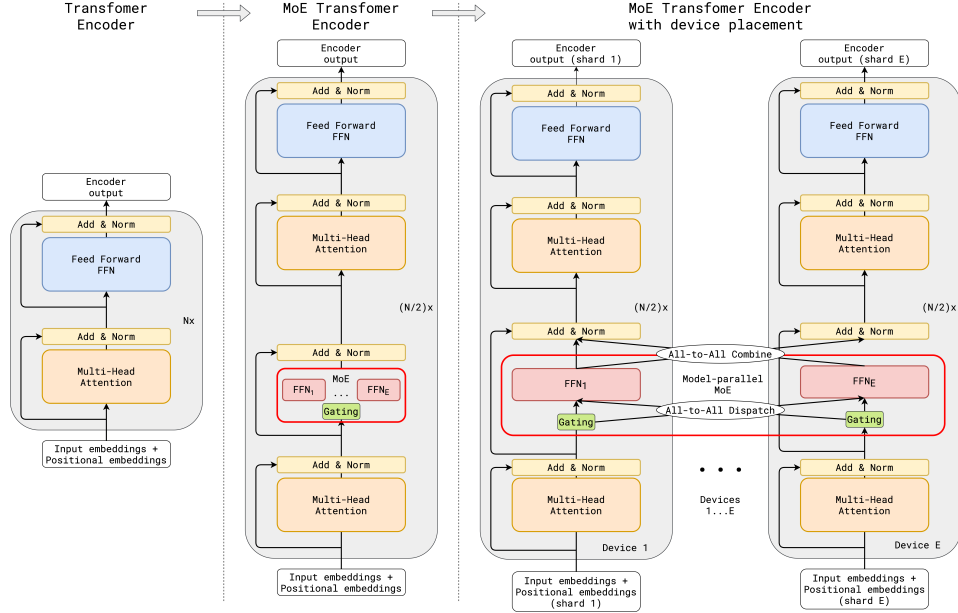 Transfomer
Encoder
Encoder
output
Add & Norm
Feed Forward
FFN
Add & Norm
Multi-Head
Attention
Nx
Input embeddings +
Positional embeddings
MoE Transfomer
Encoder
Encoder
output
Add & Norm
Feed Forward
FFN
Add & Norm
Multi-Head
Attention
(N/2)x
Add & Norm
MoE
FFN1
...
FFNE
Gating
Add & Norm
Multi-Head
Attention
Input embeddings +
Positional embeddings
MoE Transfomer Encoder
with device placement
Encoder
output (shard 1)
Add & Norm
Feed Forward
FFN
Add & Norm
Multi-Head
Attention
(N/2)x
Add & Norm
FFN1
Gating
Add & Norm
Multi-Head
Attention
Device 1
Input embeddings +
Positional embeddings
(shard 1)
All-to-All Combine
Model-parallel
MoE
All-to-All Dispatch
• • •
Devices
1...E
Encoder
output (shard E)
Add & Norm
Feed Forward
FFN
Add & Norm
Multi-Head
Attention
(N/2)x
Add & Norm
FFNE
Gating
Add & Norm
Multi-Head
Attention
Device E
Input embeddings +
Positional embeddings
(shard E)